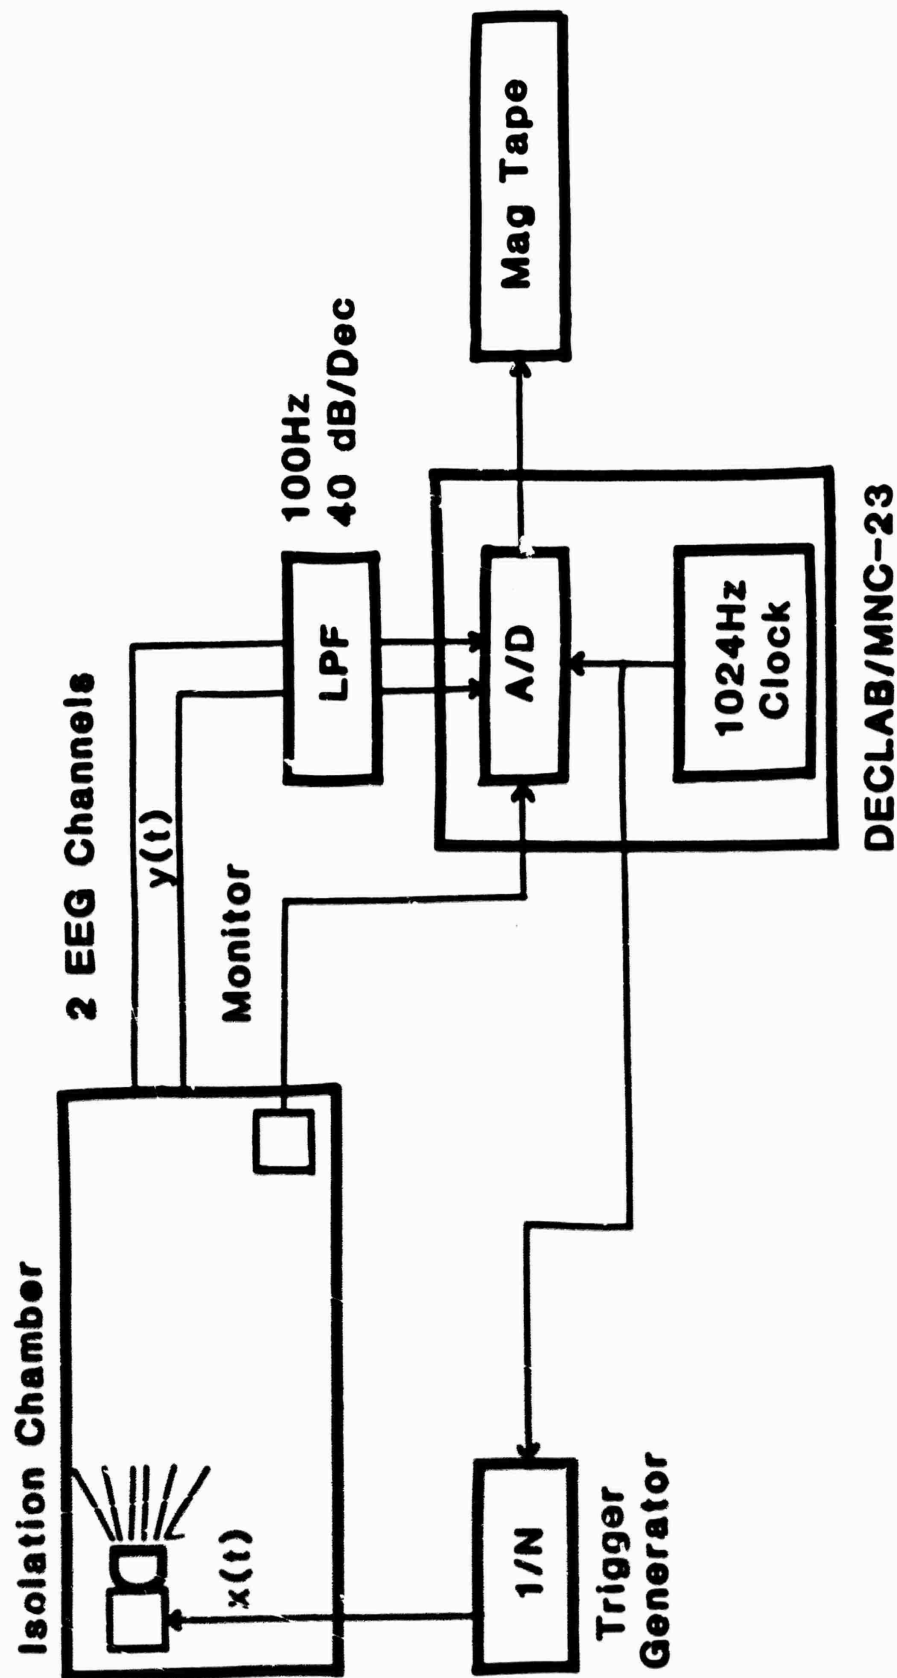 Isolation Chamber
x(t)
2 EEG Channels
y(t)
Monitor
100Hz
40 dB/Dec
LPF
A/D
Mag Tape
1024Hz
Clock
DECLAB/MNC-23
1/N
Trigger
Generator